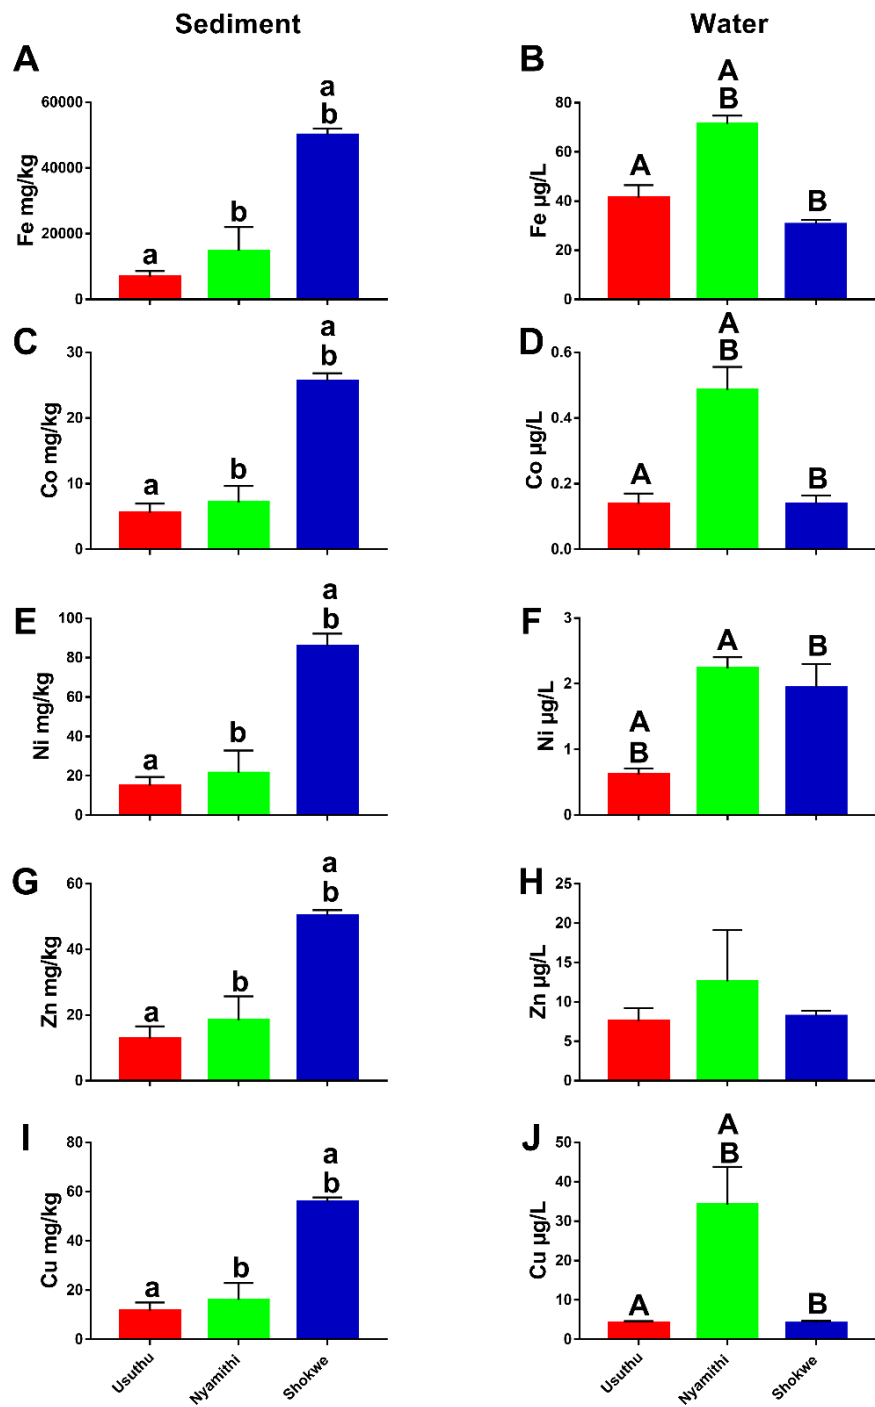 Sediment
Water
A
B
Fe mg/kg
60000
40000
20000
0
a
b
a
b
Fe µg/L
80
60
40
20
0
A
A
B
B
C
D
Co mg/kg
30
20
10
0
a
b
a
b
Co µg/L
0.6
0.4
0.2
0.0
A
A
B
B
E
F
Ni mg/kg
100
80
60
40
20
0
a
b
a
b
Ni µg/L
3
2
1
0
A
B
A
B
G
H
Zn mg/kg
60
40
20
0
a
b
a
b
Zn µg/L
25
20
15
10
5
0
I
J
Cu mg/kg
80
60
40
20
0
a
b
a
b
Cu µg/L
50
40
30
20
10
0
A
A
B
B
Usuthu
Nyamithi
Shokwe
Usuthu
Nyamithi
Shokwe